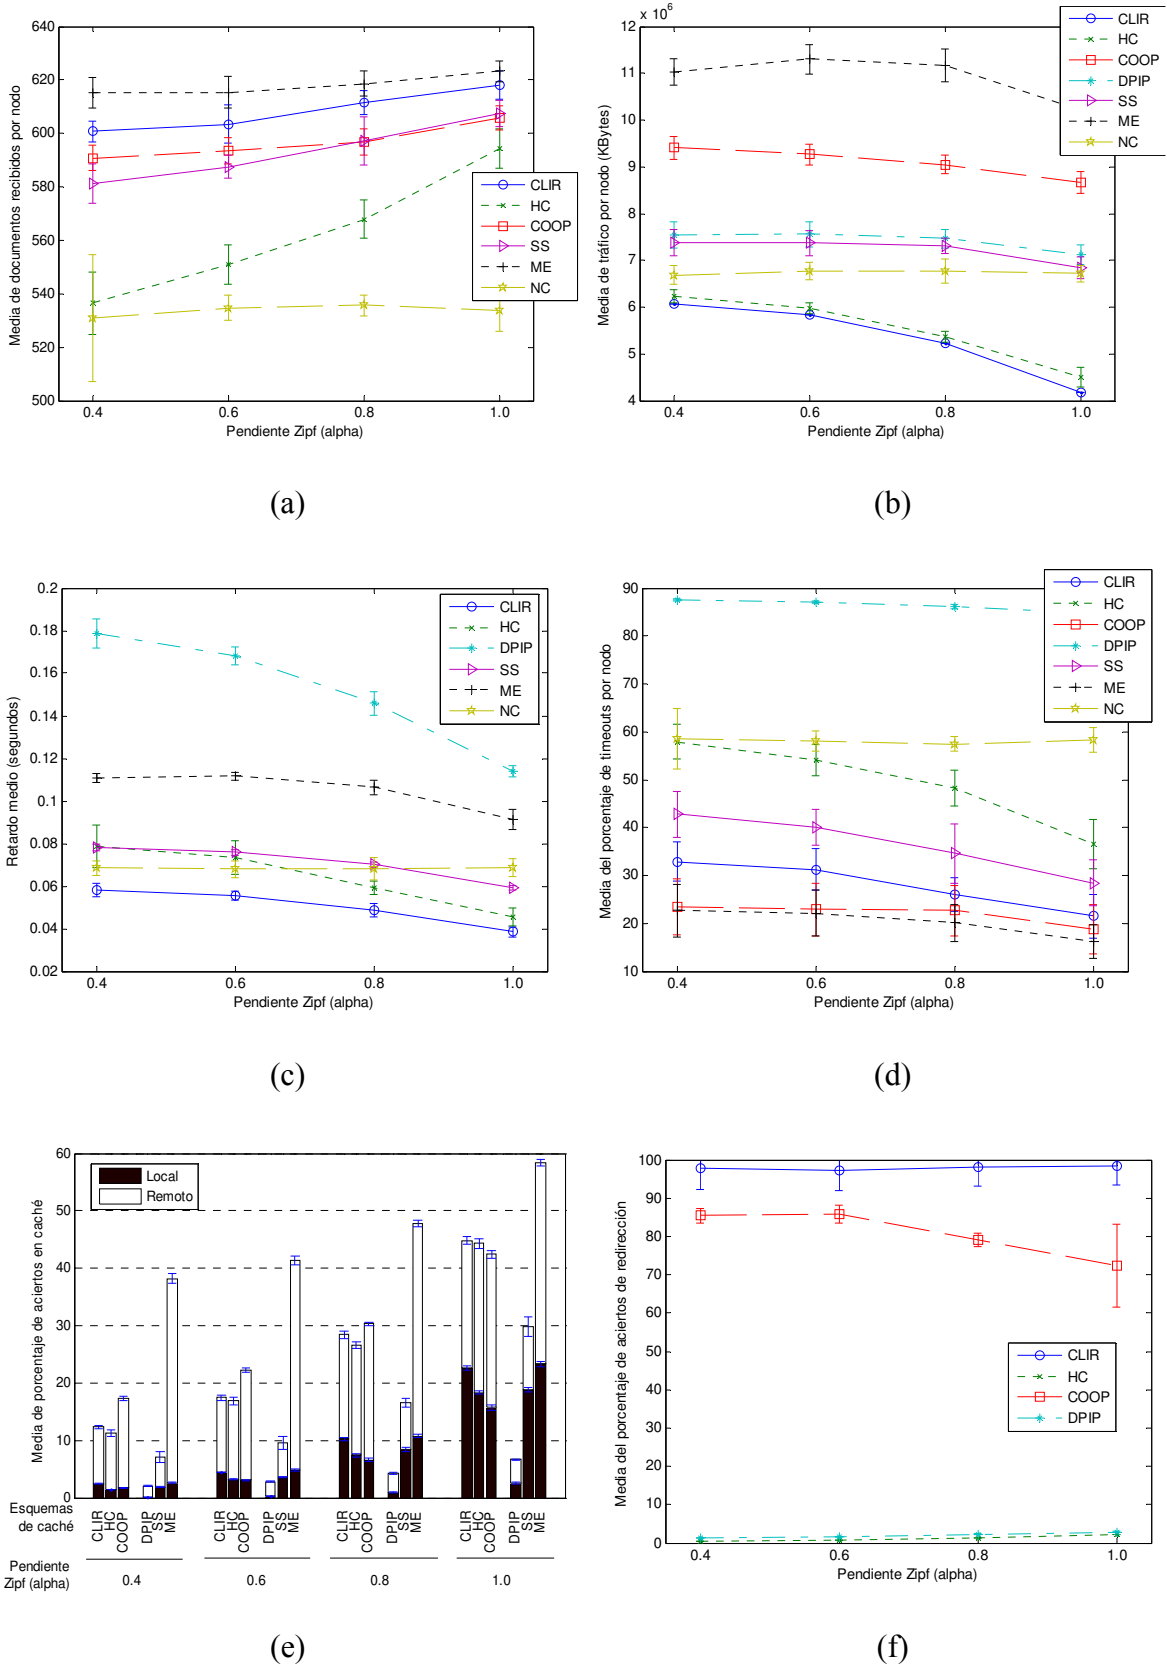 640
620
600
580
560
540
520
500
0.4
0.6
0.8
1.0
Media de documentos recibidos por nodo
Pendiente Zipf (alpha)
CLIR
HC
COOP
SS
ME
NC
(a)
x 10^6
12
11
10
9
8
7
6
5
4
0.4
0.6
0.8
1.0
Media de tráfico por nodo (KBytes)
Pendiente Zipf (alpha)
CLIR
HC
COOP
DPIP
SS
ME
NC
(b)
0.2
0.18
0.16
0.14
0.12
0.1
0.08
0.06
0.04
0.02
0.4
0.6
0.8
1.0
Retardo medio (segundos)
Pendiente Zipf (alpha)
CLIR
HC
DPIP
SS
ME
NC
(c)
90
80
70
60
50
40
30
20
10
0.4
0.6
0.8
1.0
Media del porcentaje de timeouts por nodo
Pendiente Zipf (alpha)
CLIR
HC
COOP
DPIP
SS
ME
NC
(d)
60
50
40
30
20
10
0
Media de porcentaje de aciertos en caché
Local
Remoto
Esquemas
de caché
CLIR
HC
COOP
DPIP
SS
ME
CLIR
HC
COOP
DPIP
SS
ME
CLIR
HC
COOP
DPIP
SS
ME
CLIR
HC
COOP
DPIP
SS
ME
Pendiente
Zipf (alpha)
0.4
0.6
0.8
1.0
(e)
100
90
80
70
60
50
40
30
20
10
0
0.4
0.6
0.8
1.0
Media del porcentaje de aciertos de redirección
Pendiente Zipf (alpha)
CLIR
HC
COOP
DPIP
(f)